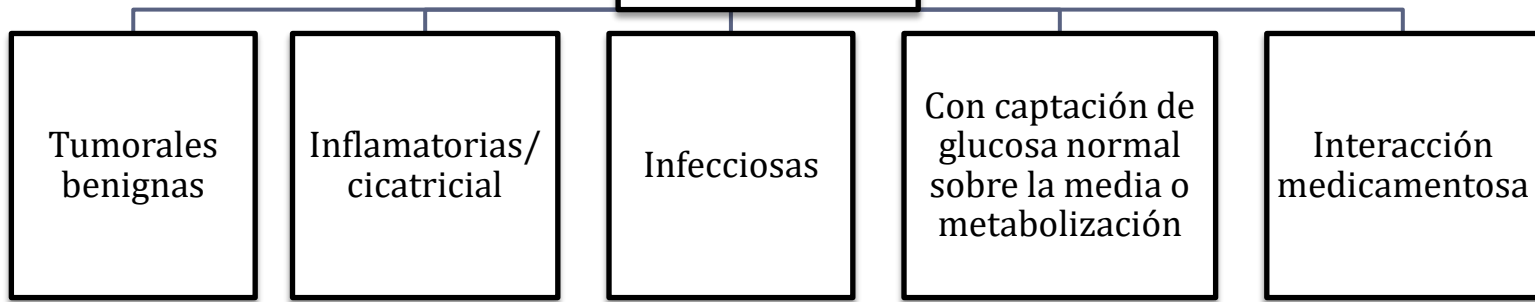 Tumorales
benignas
Inflamatorias/
cicatricial
Infecciosas
Con captación de
glucosa normal
sobre la media o
metabolización
Interacción
medicamentosa